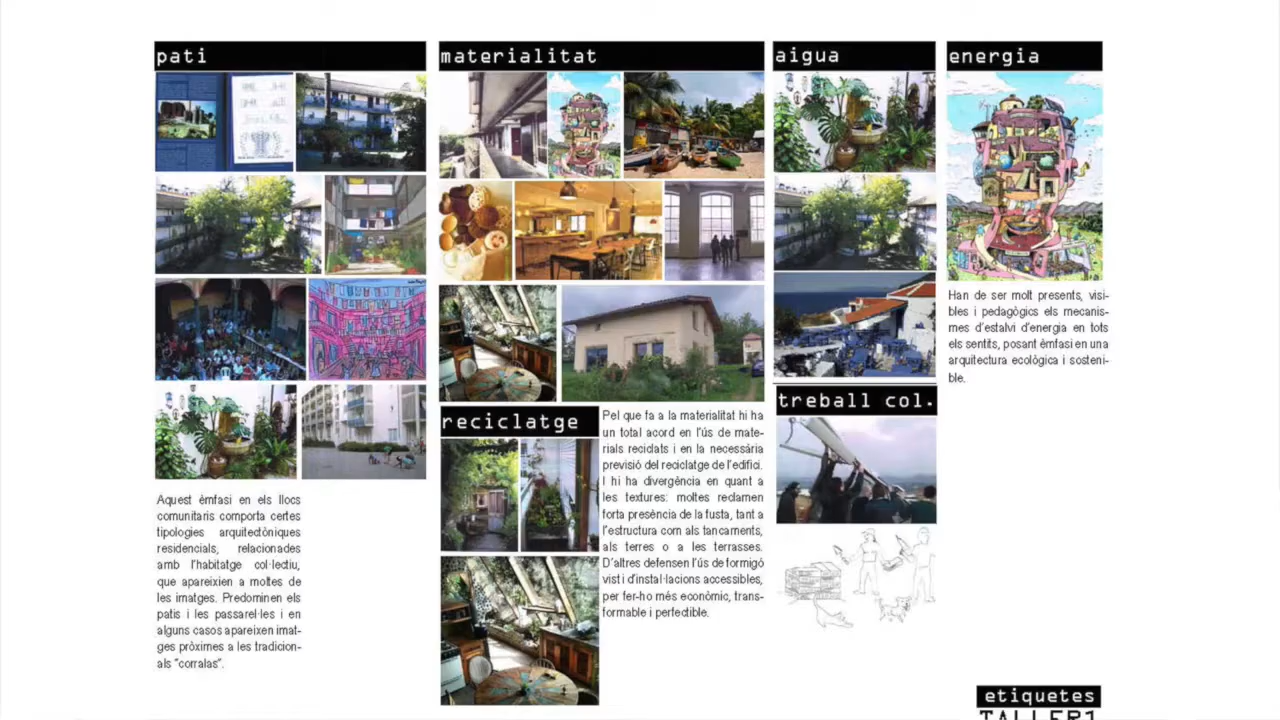 pati
Aquest èmfasi en els llocs
comunitaris comporta certes
tipologies arquitectòniques
residencials, relacionades
amb l'habitatge col·lectiu,
que apareixien a moltes de
les imatges. Predominen els
patis i les passarel·les i en
alguns casos apareixen imat-
ges pròximes a les tradicion-
als "corralas".
materialitat
reciclatge
Pel que fa a la materialitat hi ha
un total acord en l'ús de mate-
rials reciclats i en la necessària
previsió del reciclatge de l'edifici.
I hi ha divergència en quant a
les textures: moltes reclamen
forta presència de la fusta, tant a
l'estructura com als tancaments,
als terres o a les terrasses.
D'altres defensen l'ús de formigó
vist i d'instal·lacions accessibles,
per fer-ho més econòmic, trans-
formable i perfectible.
aigua
treball col.
energia
Han de ser molt presents, visi-
bles i pedagògics els mecanis-
mes d'estalvi d'energia en tots
els sentits, posant èmfasi en una
arquitectura ecològica i sosteni-
ble.
etiquetes
TALLER1